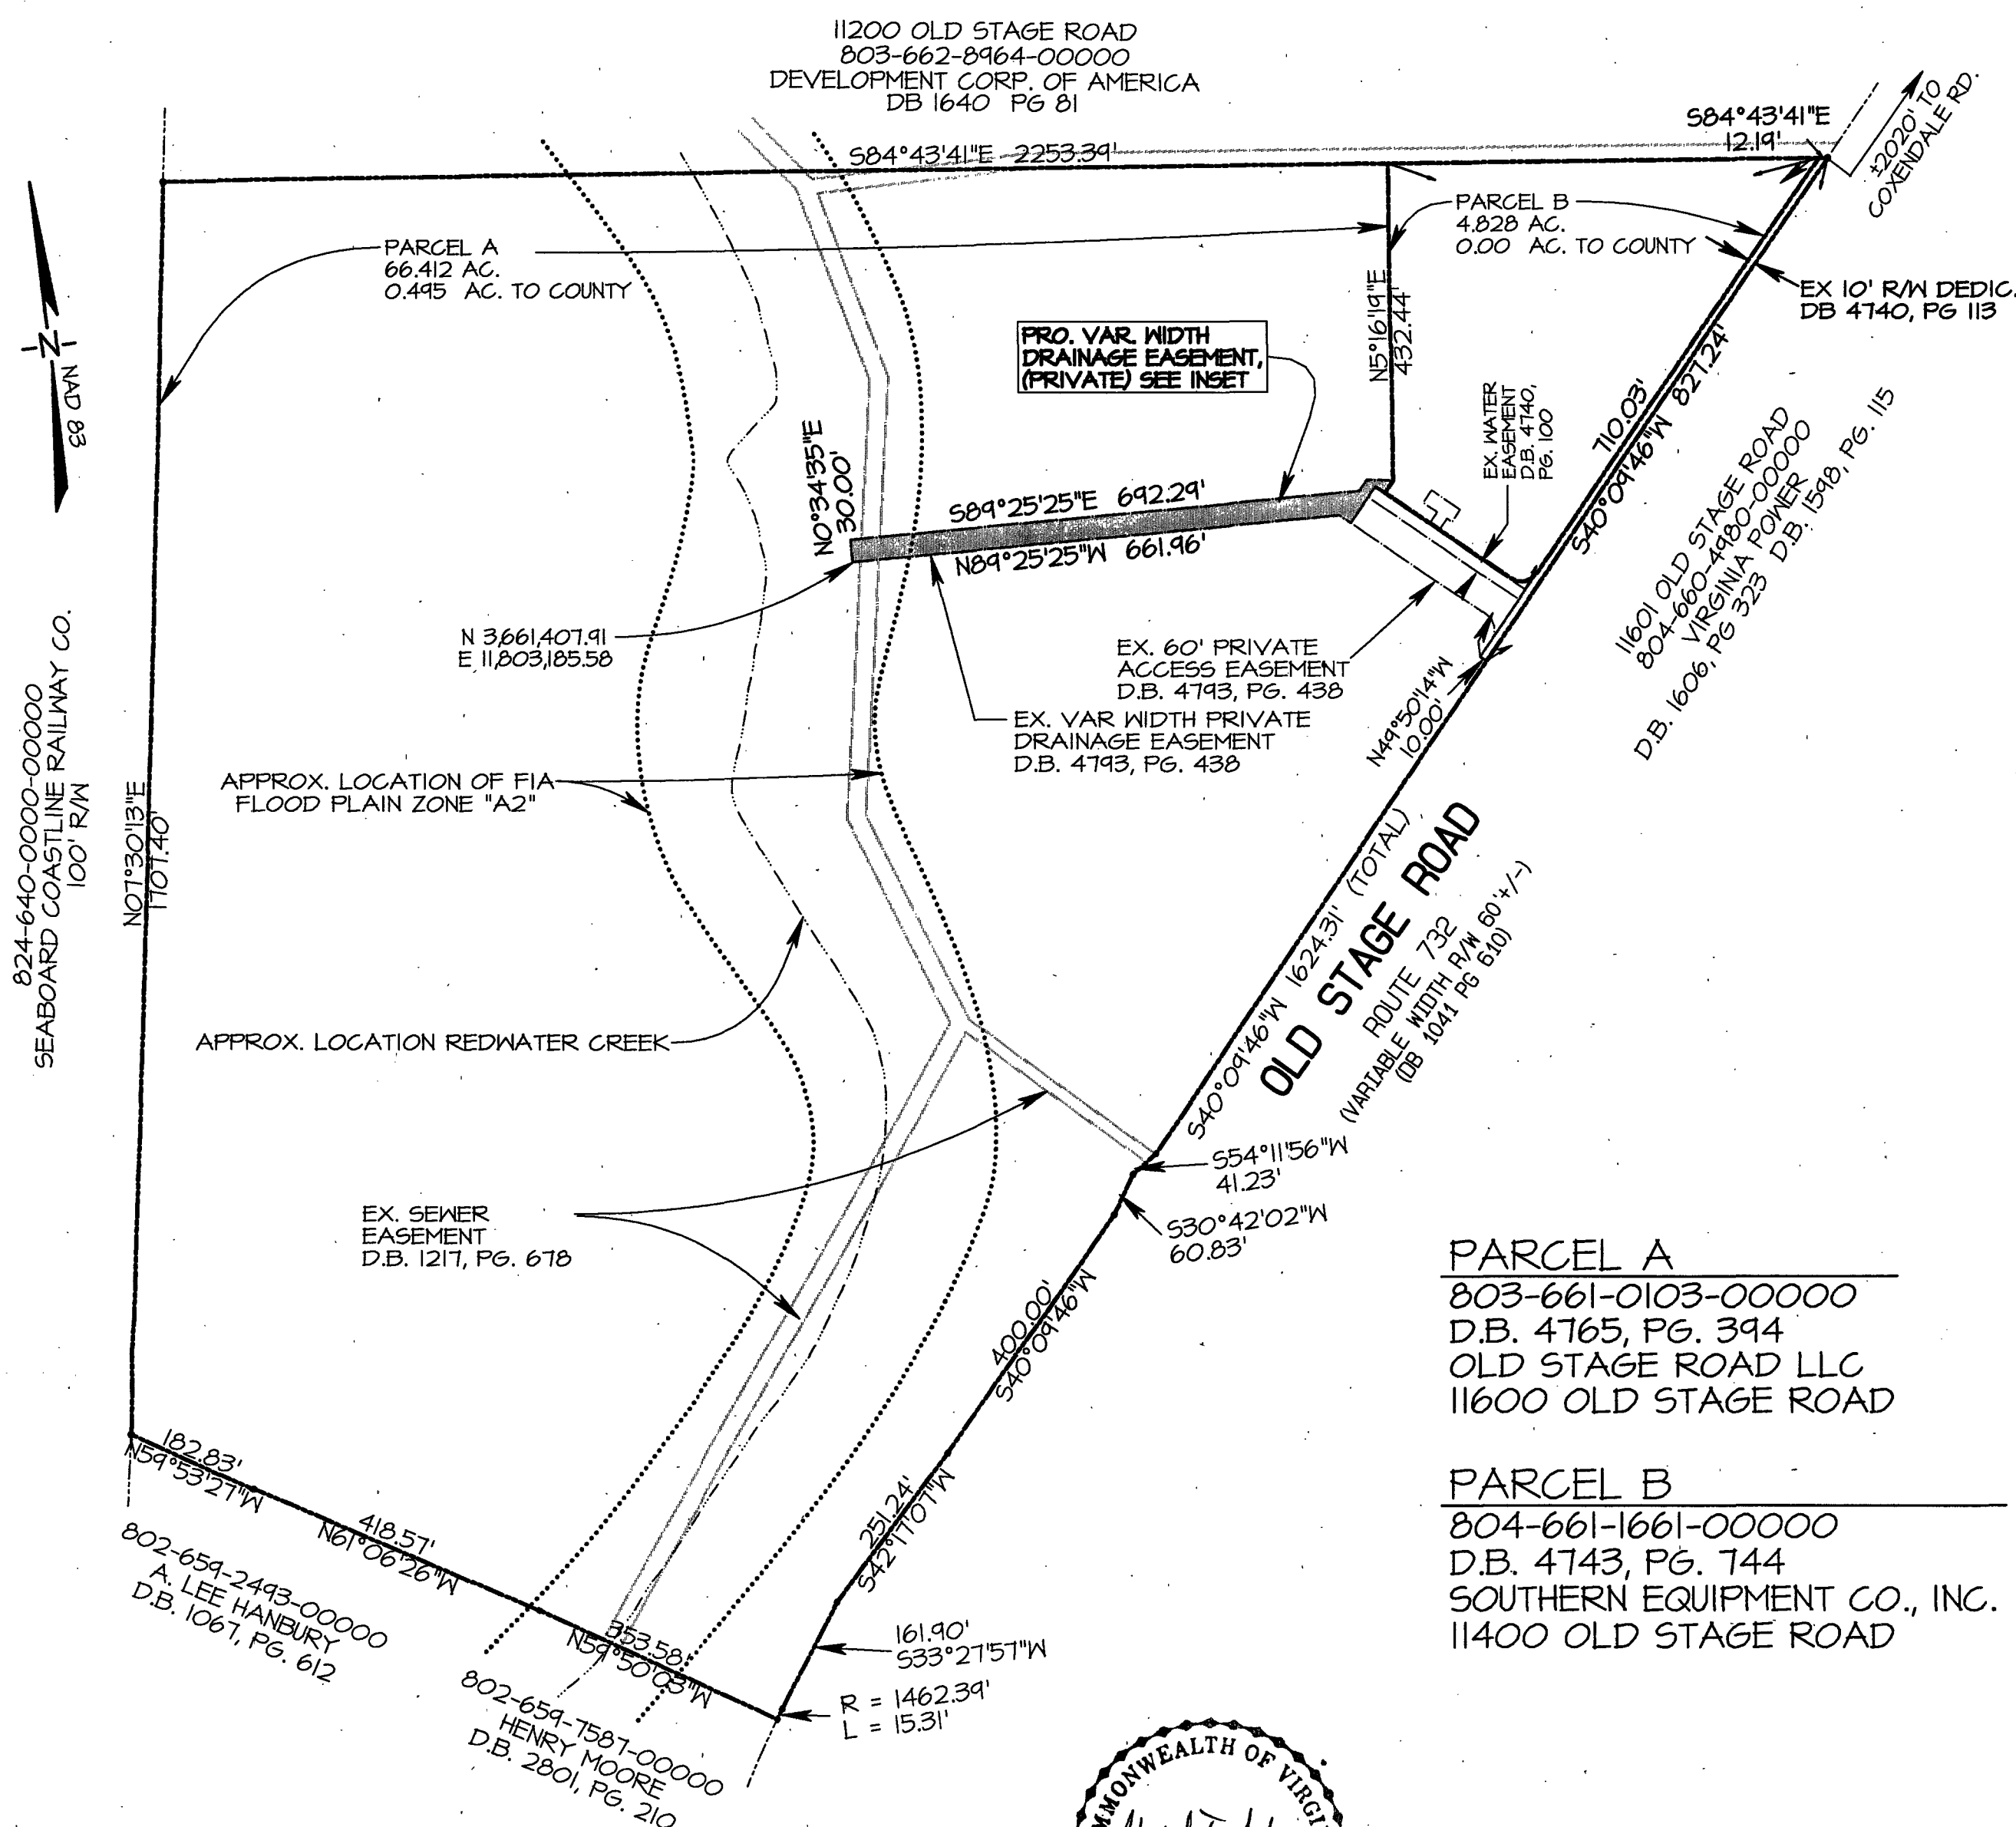 11200 OLD STAGE ROAD
803-662-8964-00000
DEVELOPMENT CORP. OF AMERICA
DB 1640 PG 81
S84°43'41"E
12.19'
±2020' TO
COXENDALE RD.
S84°43'41"E 2253.39'
PARCEL A
66.412 AC.
0.495 AC. TO COUNTY
PARCEL B
4.828 AC.
0.00 AC. TO COUNTY
EX 10' R/W DEDIC.
DB 4740, PG 113
N
NAD 83
N5°16'19"E
432.44'
PRO. VAR. WIDTH
DRAINAGE EASEMENT,
(PRIVATE) SEE INSET
EX. WATER
EASEMENT
D.B. 4740,
PG. 100
710.03'
S40°09'46"W 827.24'
11601 OLD STAGE ROAD
804-660-4980-00000
VIRGINIA POWER
D.B. 1606, PG 323 D.B. 1598, PG. 115
N0°34'35"E
30.00'
S89°25'25"E 692.29'
N89°25'25"W 661.96'
N 3,661,407.91
E 11,803,185.58
EX. 60' PRIVATE
ACCESS EASEMENT
D.B. 4793, PG. 438
EX. VAR WIDTH PRIVATE
DRAINAGE EASEMENT
D.B. 4793, PG. 438
N49°50'14"W
10.00'
824-640-0000-00000
SEABOARD COASTLINE RAILWAY CO.
100' R/W
N07°30'13"E
1707.40'
APPROX. LOCATION OF FIA
FLOOD PLAIN ZONE "A2"
S40°09'46"W 1624.31' (TOTAL)
OLD STAGE ROAD
ROUTE 732
(VARIABLE WIDTH R/W 60'+/-)
(DB 1041 PG 610)
APPROX. LOCATION REDWATER CREEK
S54°11'56"W
41.23'
S30°42'02"W
60.83'
EX. SEWER
EASEMENT
D.B. 1217, PG. 678
400.00'
S40°09'46"W
PARCEL A
803-661-0103-00000
D.B. 4765, PG. 394
OLD STAGE ROAD LLC
11600 OLD STAGE ROAD
PARCEL B
804-661-1661-00000
D.B. 4743, PG. 744
SOUTHERN EQUIPMENT CO., INC.
11400 OLD STAGE ROAD
182.83'
N59°53'27"W
418.57'
N61°06'26"W
251.24'
S42°17'07"W
802-659-2493-00000
A. LEE HANBURY
D.B. 1067, PG. 612
353.58'
N59°50'03"W
161.90'
S33°27'57"W
R = 1462.39'
L = 15.31'
802-659-7587-00000
HENRY MOORE
D.B. 2801, PG. 210